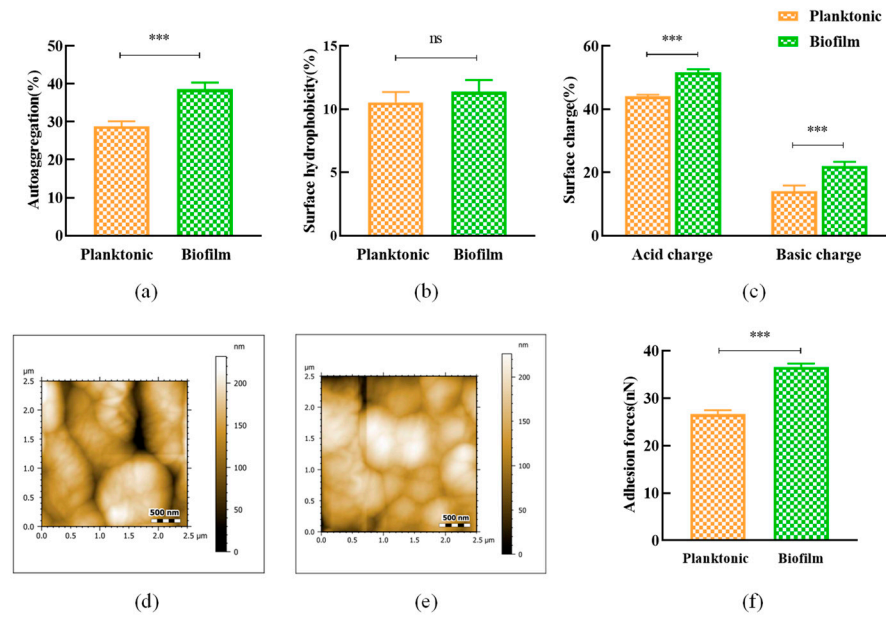 Planktonic
Biofilm
Autoaggregation(%)
50
40
30
20
10
0
***
Planktonic Biofilm
(a)
Surface hydrophobicity(%)
15
10
5
0
ns
Planktonic Biofilm
(b)
Surface charge(%)
60
40
20
0
***
***
Acid charge Basic charge
(c)
µm
2.5
2.0
1.5
1.0
0.5
0.0
0.0 0.5 1.0 1.5 2.0 2.5 µm
500 nm
nm
200
150
100
50
0
(d)
µm
2.5
2.0
1.5
1.0
0.5
0.0
0.0 0.5 1.0 1.5 2.0 2.5
µm
500 nm
nm
200
150
100
50
0
(e)
Adhesion forces(nN)
40
30
20
10
0
***
Planktonic Biofilm
(f)